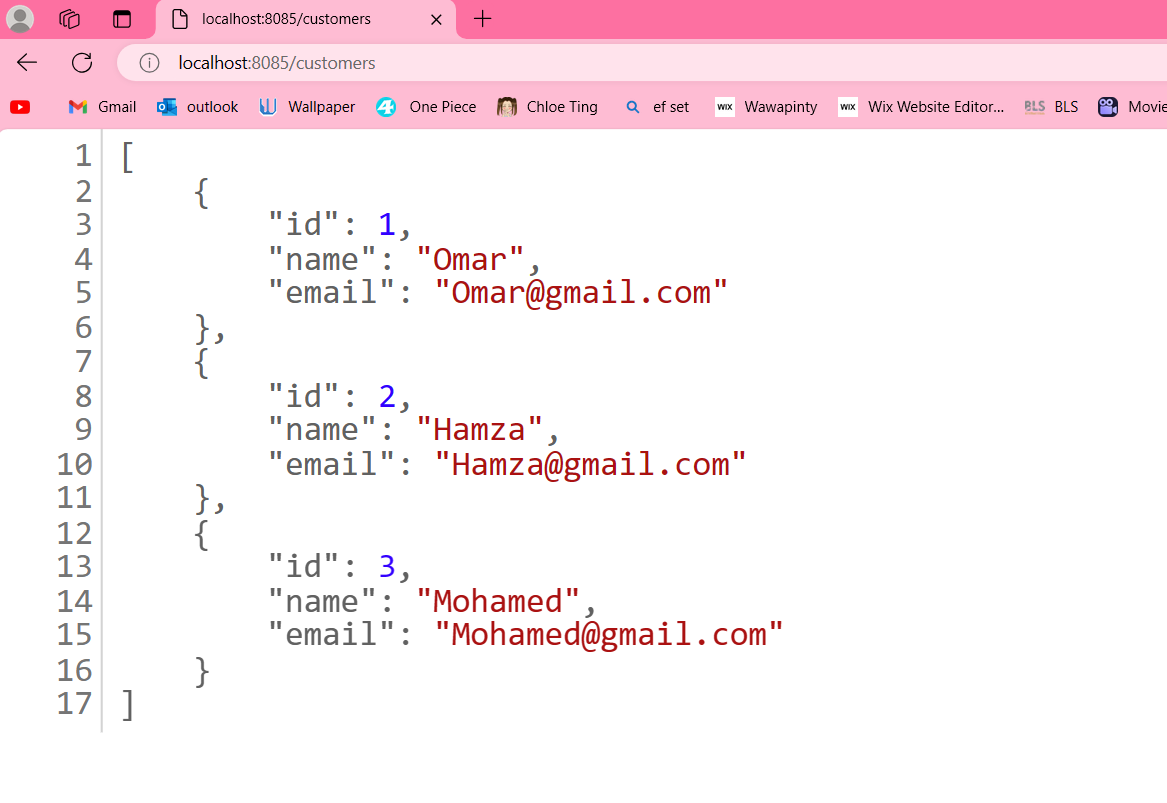 localhost:8085/customers
localhost:8085/customers
Gmail outlook Wallpaper One Piece Chloe Ting ef set WIX Wawapinty WIX Wix Website Editor... BLS BLS Movie
1 [
2 {
3 "id": 1,
4 "name": "Omar",
5 "email": "Omar@gmail.com"
6 },
7 {
8 "id": 2,
9 "name": "Hamza",
10 "email": "Hamza@gmail.com"
11 },
12 {
13 "id": 3,
14 "name": "Mohamed",
15 "email": "Mohamed@gmail.com"
16 }
17 ]